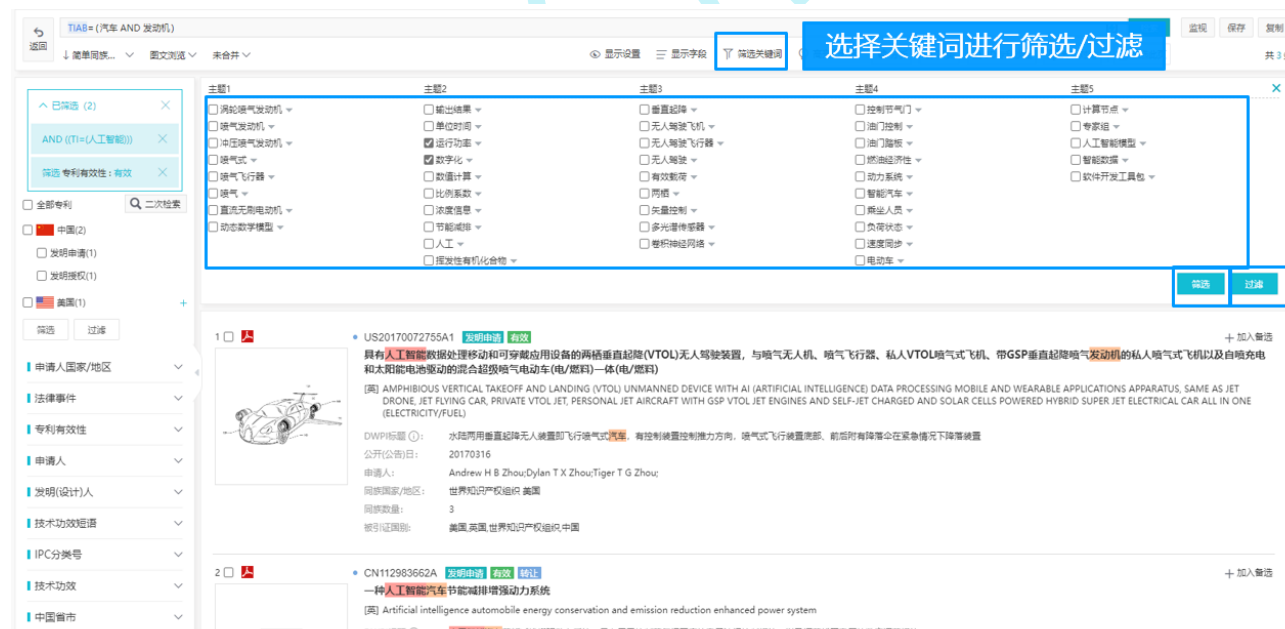 返回
TIAB= (汽车 AND 发动机)
监视 保存 复制
↓简单同族... 图文浏览 未合并
显示设置 显示字段 筛选关键词
选择关键词进行筛选/过滤
共 3
已筛选 (2)
AND ((TI=(人工智能)))
筛选 专利有效性 : 有效
全部专利 二次检索
中国(2)
发明申请(1)
发明授权(1)
美国(1) +
筛选 过滤
申请人国家/地区
法律事件
专利有效性
申请人
发明(设计)人
技术功效短语
IPC分类号
技术功效
中国省市
主题1 主题2 主题3 主题4 主题5
涡轮喷气发动机 输出结果 垂直起降 控制节气门 计算节点
喷气发动机 单位时间 无人驾驶飞机 油门控制 专家组
冲压喷气发动机 运行功率 无人驾驶飞行器 油门踏板 人工智能模型
喷气式 数字化 无人驾驶 燃油经济性 智能数据
喷气飞行器 数值计算 有效载荷 动力系统 软件开发工具包
喷气 比例系数 两栖 智能汽车
直流无刷电动机 浓度信息 矢量控制 乘坐人员
动态数学模型 节能减排 多光谱传感器 负荷状态
人工 卷积神经网络 速度同步
挥发性有机化合物 电动车
筛选 过滤
1 US20170072755A1 发明申请 有效 加入备选
具有人工智能数据处理移动和可穿戴应用设备的两栖垂直起降(VTOL)无人驾驶装置，与喷气无人机、喷气飞行器、私人VTOL喷气式飞机、带GSP垂直起降喷气发动机的私人喷气式飞机以及自喷充电
和太阳能电池驱动的混合超级喷气电动车(电/燃料)一体(电/燃料)
[英] AMPHIBIOUS VERTICAL TAKEOFF AND LANDING (VTOL) UNMANNED DEVICE WITH AI (ARTIFICIAL INTELLIGENCE) DATA PROCESSING MOBILE AND WEARABLE APPLICATIONS APPARATUS, SAME AS JET
DRONE, JET FLYING CAR, PRIVATE VTOL JET, PERSONAL JET AIRCRAFT WITH GSP VTOL JET ENGINES AND SELF-JET CHARGED AND SOLAR CELLS POWERED HYBRID SUPER JET ELECTRICAL CAR ALL IN ONE
(ELECTRICITY/FUEL)
DWPI标题 : 水陆两用垂直起降无人装置即飞行喷气式汽车，有控制装置控制推力方向，喷气式飞行装置底部、前后附有降落伞在紧急情况下降落装置
公开(公告)日: 20170316
申请人: Andrew H B Zhou;Dylan T X Zhou;Tiger T G Zhou;
同族国家/地区: 世界知识产权组织 美国
同族数量: 3
被引证国别: 美国,英国,世界知识产权组织,中国
2 CN112983662A 发明申请 有效 转让 加入备选
一种人工智能汽车节能减排增强动力系统
[英] Artificial intelligence automobile energy conservation and emission reduction enhanced power system